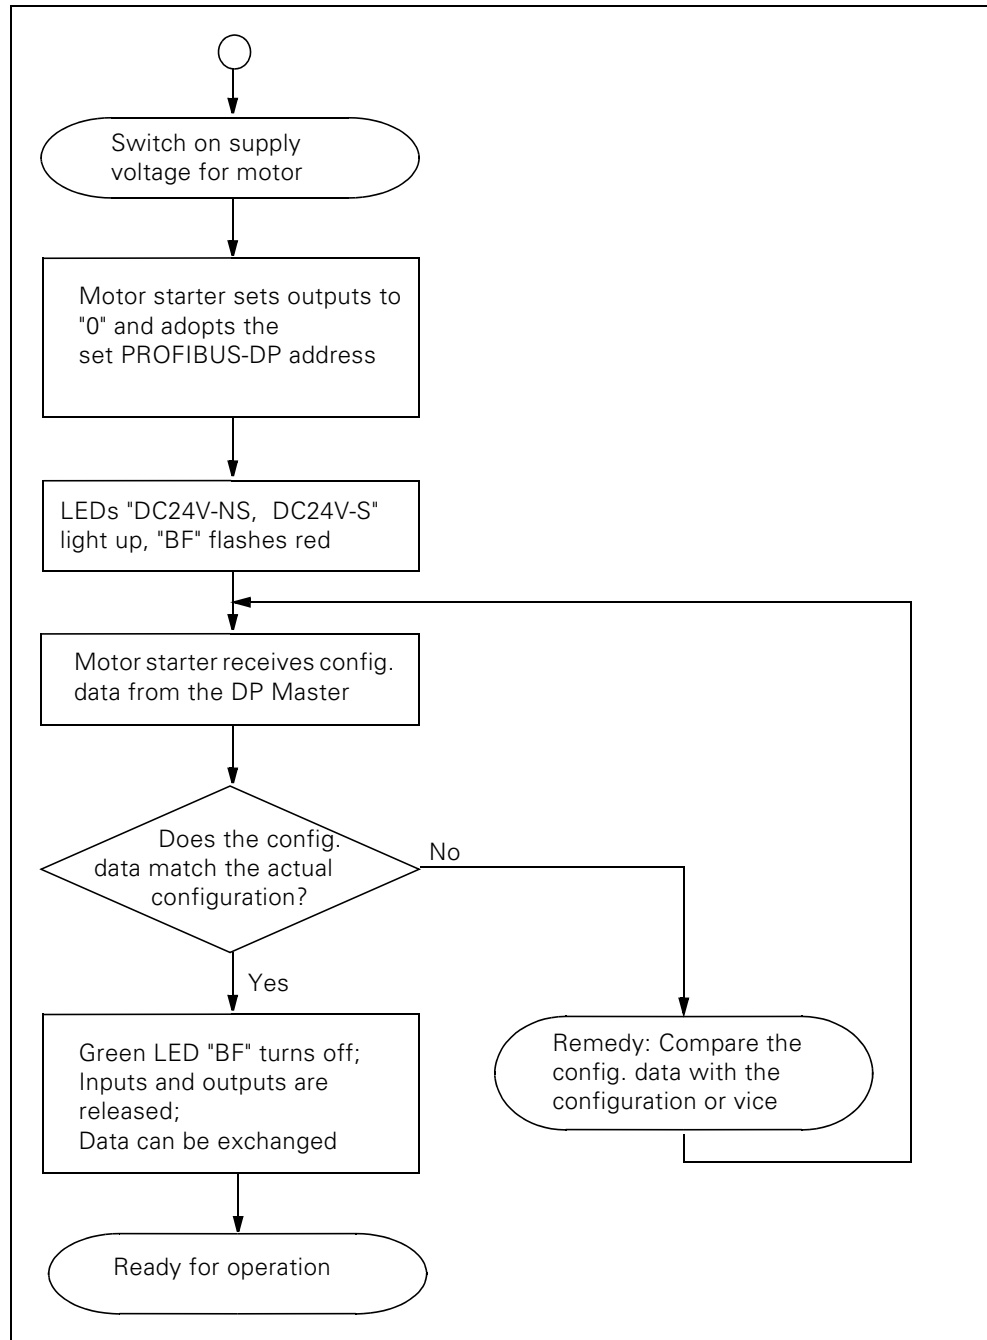 Switch on supply
voltage for motor
Motor starter sets outputs to
"0" and adopts the
set PROFIBUS-DP address
LEDs "DC24V-NS, DC24V-S"
light up, "BF" flashes red
Motor starter receives config.
data from the DP Master
Does the config.
data match the actual
configuration?
No
Yes
Green LED "BF" turns off;
Inputs and outputs are
released;
Data can be exchanged
Remedy: Compare the
config. data with the
configuration or vice
Ready for operation